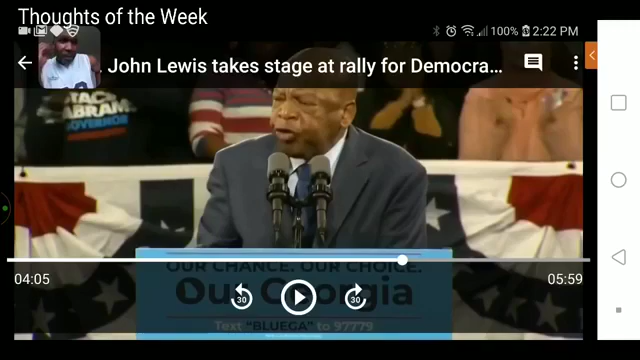 Thoughts of the Week
100% 2:22 PM
. John Lewis takes stage at rally for Democra...
STACEY
ABRAMS
GOVERNOR
OUR CHANCE. OUR CHOICE.
Our Georgia
Text "BLUEGA" to 97779
04:05
05:59
30
30